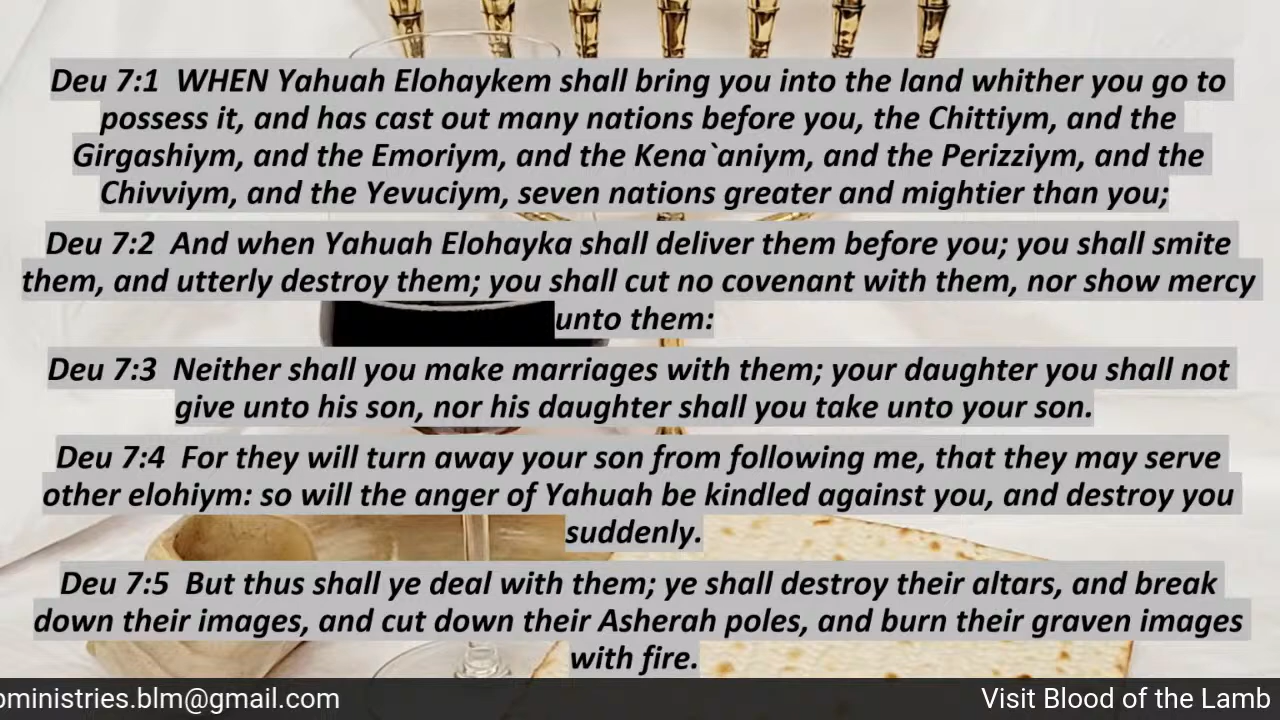 Deu 7:1 WHEN Yahuah Elohaykem shall bring you into the land whither you go to
possess it, and has cast out many nations before you, the Chittiym, and the
Girgashiym, and the Emoriym, and the Kena`aniym, and the Perizziym, and the
Chivviym, and the Yevuciym, seven nations greater and mightier than you;
Deu 7:2 And when Yahuah Elohayka shall deliver them before you; you shall smite
them, and utterly destroy them; you shall cut no covenant with them, nor show mercy
unto them:
Deu 7:3 Neither shall you make marriages with them; your daughter you shall not
give unto his son, nor his daughter shall you take unto your son.
Deu 7:4 For they will turn away your son from following me, that they may serve
other elohiym: so will the anger of Yahuah be kindled against you, and destroy you
suddenly.
Deu 7:5 But thus shall ye deal with them; ye shall destroy their altars, and break
down their images, and cut down their Asherah poles, and burn their graven images
with fire.
ministries.blm@gmail.com Visit Blood of the Lamb